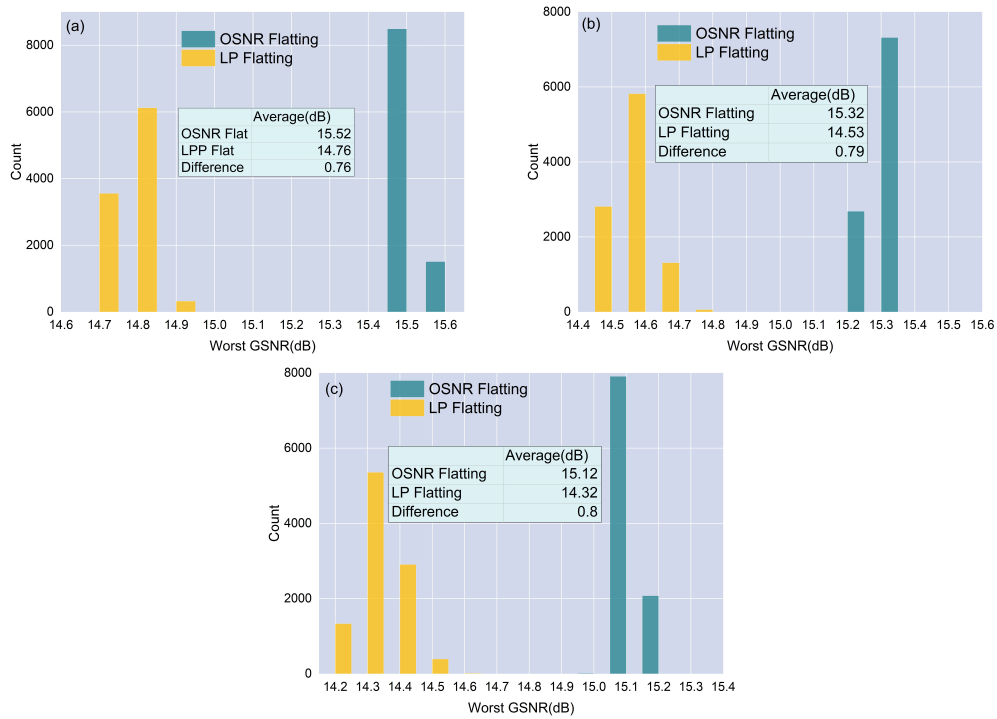 (a)
OSNR Flatting
LP Flatting
Average(dB)
OSNR Flat 15.52
LPP Flat 14.76
Difference 0.76
Count
8000
6000
4000
2000
0
14.6 14.7 14.8 14.9 15.0 15.1 15.2 15.3 15.4 15.5 15.6
Worst GSNR(dB)
(b)
OSNR Flatting
LP Flatting
Average(dB)
OSNR Flatting 15.32
LP Flatting 14.53
Difference 0.79
Count
8000
6000
4000
2000
0
14.4 14.5 14.6 14.7 14.8 14.9 15.0 15.1 15.2 15.3 15.4 15.5 15.6
Worst GSNR(dB)
(c)
OSNR Flatting
LP Flatting
Average(dB)
OSNR Flatting 15.12
LP Flatting 14.32
Difference 0.8
Count
8000
6000
4000
2000
0
14.2 14.3 14.4 14.5 14.6 14.7 14.8 14.9 15.0 15.1 15.2 15.3 15.4
Worst GSNR(dB)